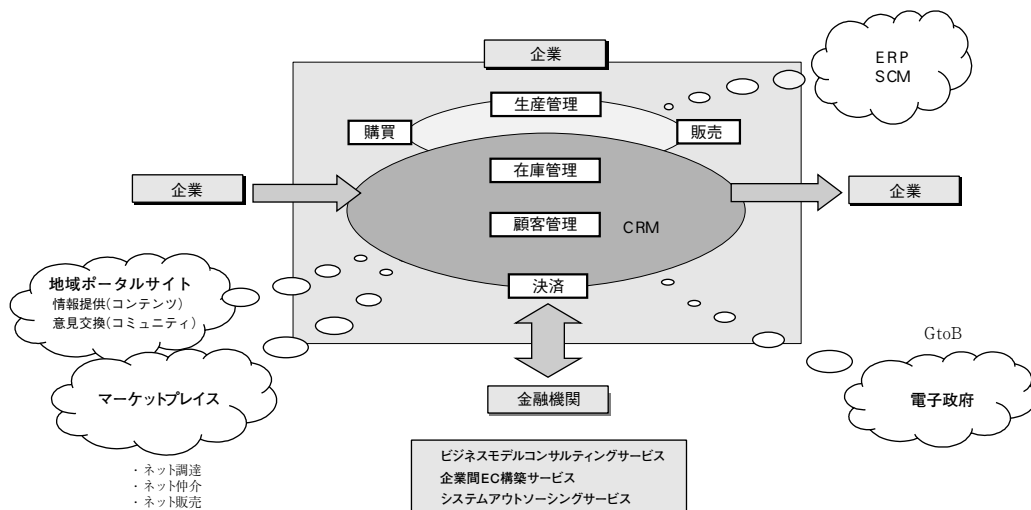 企業
ERP
SCM
生産管理
購買
販売
在庫管理
企業
企業
顧客管理
CRM
決済
地域ポータルサイト
情報提供(コンテンツ)
意見交換(コミュニティ)
GtoB
マーケットプレイス
金融機関
電子政府
・ネット調達
・ネット仲介
・ネット販売
ビジネスモデルコンサルティングサービス
企業間EC構築サービス
システムアウトソーシングサービス